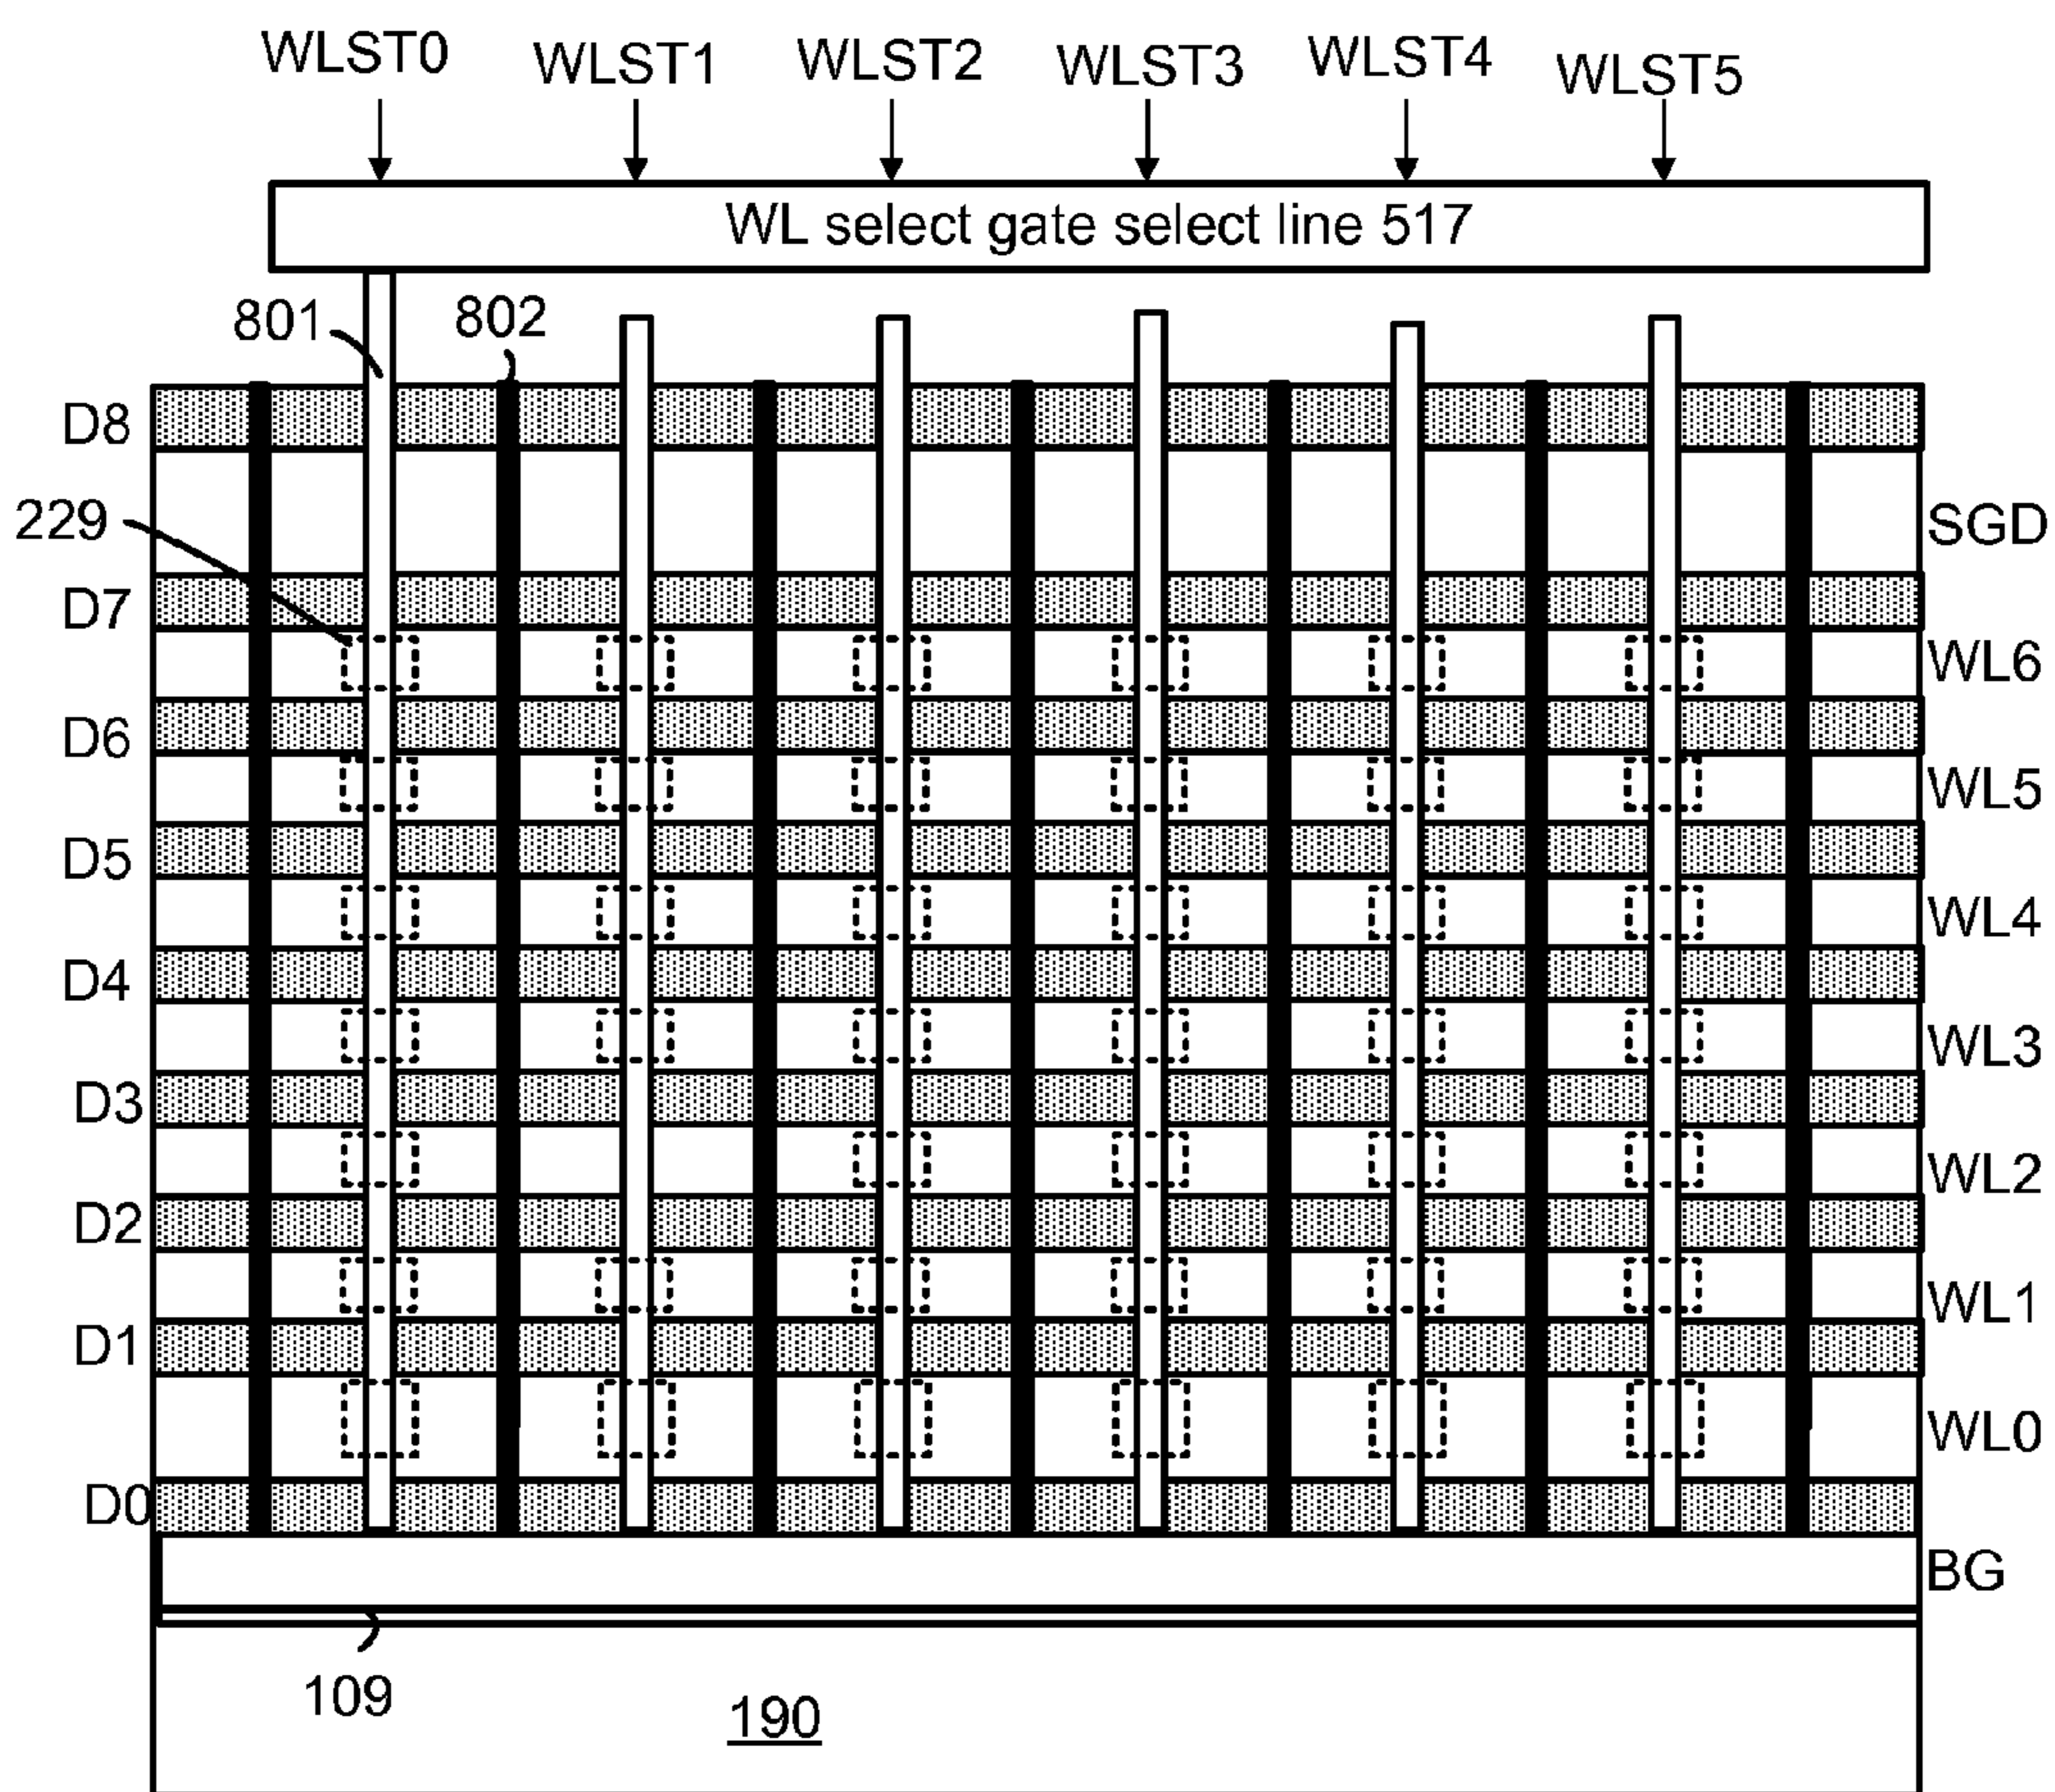 WLST0 WLST1 WLST2 WLST3 WLST4 WLST5
WL select gate select line 517
801 802
D8
229 SGD
D7
WL6
D6
WL5
D5
WL4
D4
WL3
D3
WL2
D2
WL1
D1
WL0
D0
BG
109
190